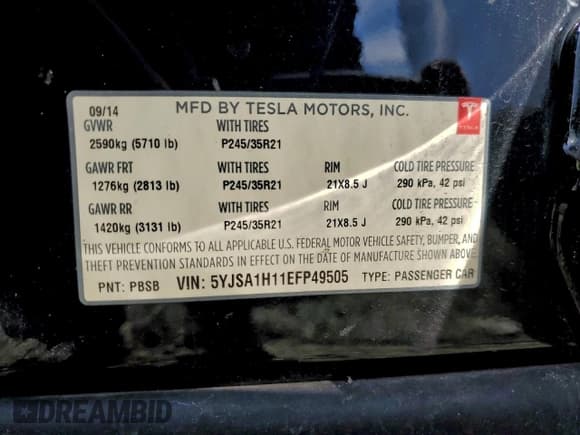 09/14 MFD BY TESLA MOTORS, INC.
GVWR WITH TIRES
2590kg (5710 lb) P245/35R21
GAWR FRT WITH TIRES RIM COLD TIRE PRESSURE
1276kg (2813 lb) P245/35R21 21X8.5 J 290 kPa, 42 psi
GAWR RR WITH TIRES RIM COLD TIRE PRESSURE
1420kg (3131 lb) P245/35R21 21X8.5 J 290 kPa, 42 psi
THIS VEHICLE CONFORMS TO ALL APPLICABLE U.S. FEDERAL MOTOR VEHICLE SAFETY, BUMPER, AND
THEFT PREVENTION STANDARDS IN EFFECT ON THE DATE OF MANUFACTURE SHOWN ABOVE.
PNT: PBSB VIN: 5YJSA1H11EFP49505 TYPE: PASSENGER CAR
TESLA
DREAMBID